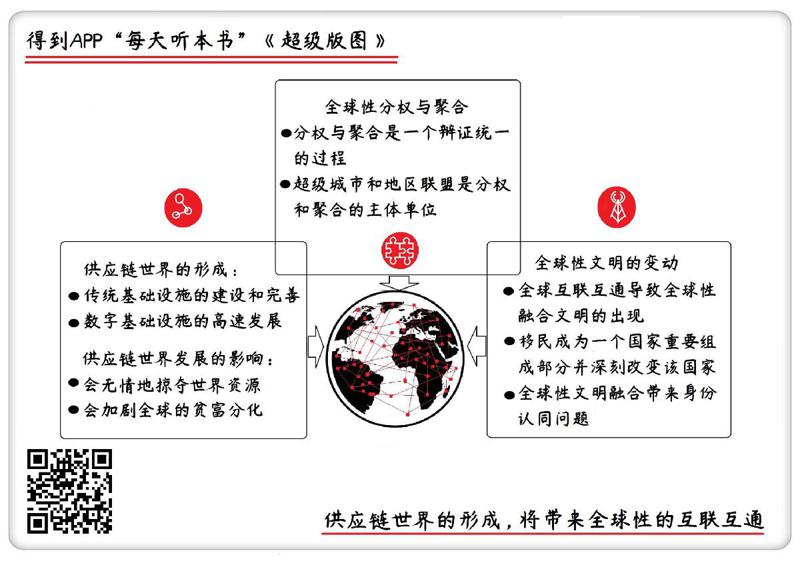 得到APP“每天听本书”《超级版图》
全球性分权与聚合
●分权与聚合是一个辩证统一
的过程
●超级城市和地区联盟是分权
和聚合的主体单位
供应链世界的形成：
●传统基础设施的建设和完善
●数字基础设施的高速发展
供应链世界发展的影响：
●会无情地掠夺世界资源
●会加剧全球的贫富分化
全球性文明的变动
●全球互联互通导致全球性
融合文明的出现
●移民成为一个国家重要组
成部分并深刻改变该国家
●全球性文明融合带来身份
认同问题
供应链世界的形成，将带来全球性的互联互通